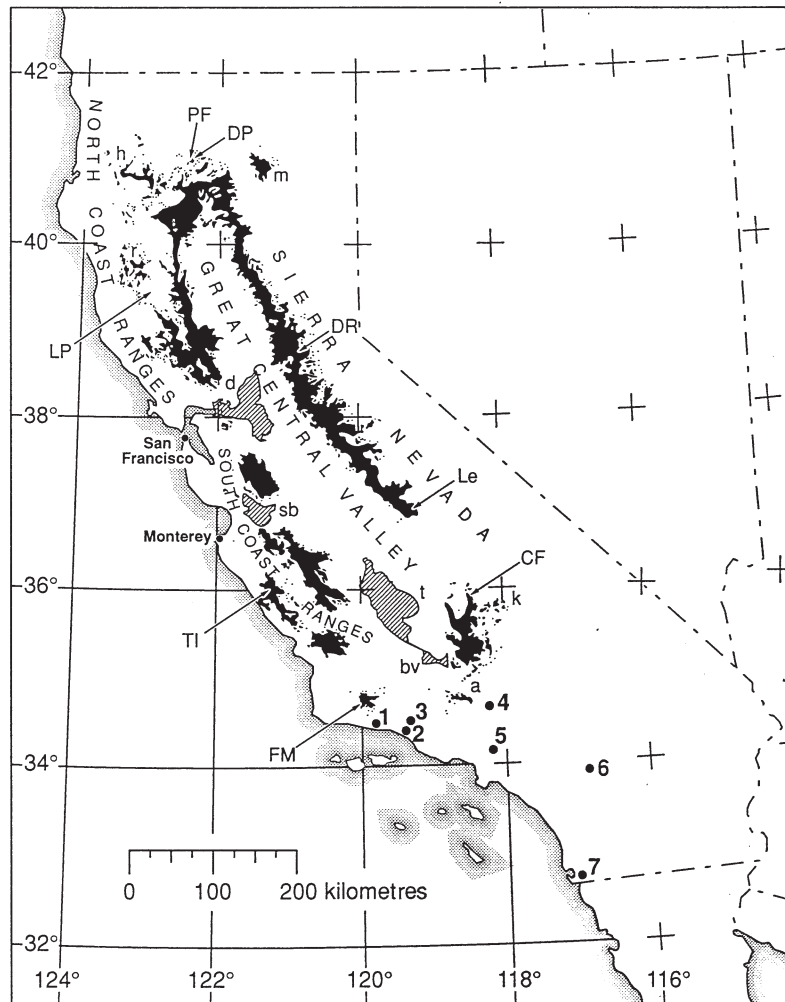 42°
PF
DP
h
m
NORTH COAST RANGES
40°
r
SIERRA NEVADA
GREAT CENTRAL VALLEY
LP
DR
d
38°
San
Francisco
Le
SOUTH COAST RANGES
sb
Monterey
CF
36°
t
k
TI
bv
a
4
1
3
2
5
FM
34°
6
0 100 200 kilometres
7
32°
124° 122° 120° 118° 116°